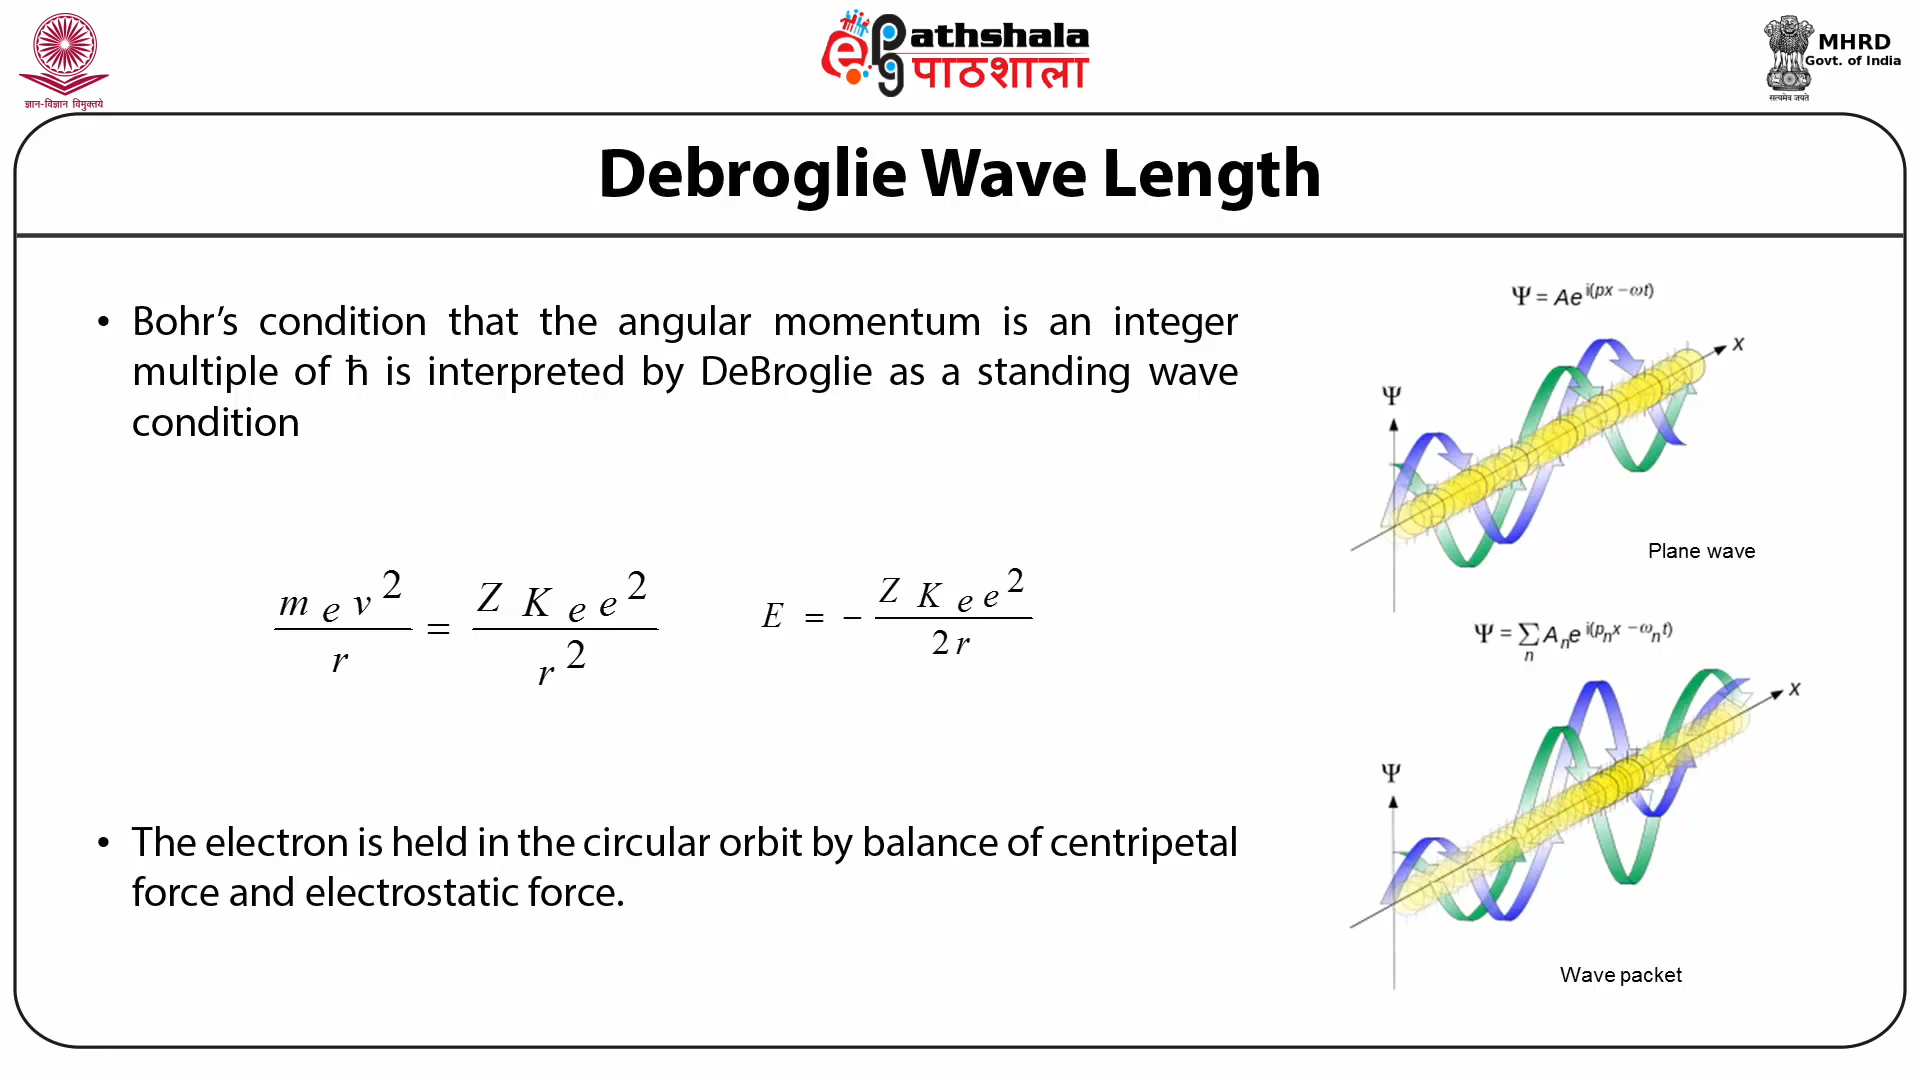 ज्ञान-विज्ञान विमुक्तये
ePathshala
पाठशाला
MHRD
Govt. of India
सत्यमेव जयते
Debroglie Wave Length
• Bohr’s condition that the angular momentum is an integer
multiple of ħ is interpreted by DeBroglie as a standing wave
condition
m_e v^2 / r = Z K_e e^2 / r^2
E = − Z K_e e^2 / 2r
• The electron is held in the circular orbit by balance of centripetal
force and electrostatic force.
Ψ = Ae^i(px − ωt)
x
Ψ
Plane wave
Ψ = ∑_n A_n e^i(p_n x − ω_n t)
x
Ψ
Wave packet